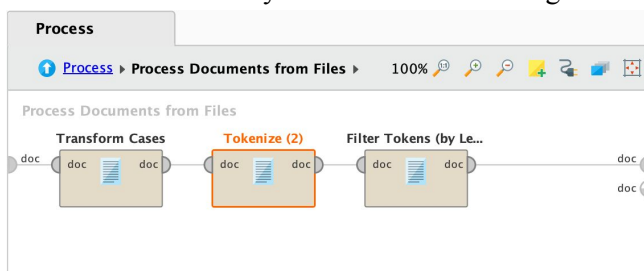 Process
Process ▸ Process Documents from Files ▸ 100%
Process Documents from Files
Transform Cases Tokenize (2) Filter Tokens (by Le...
doc doc doc doc doc doc doc doc
doc